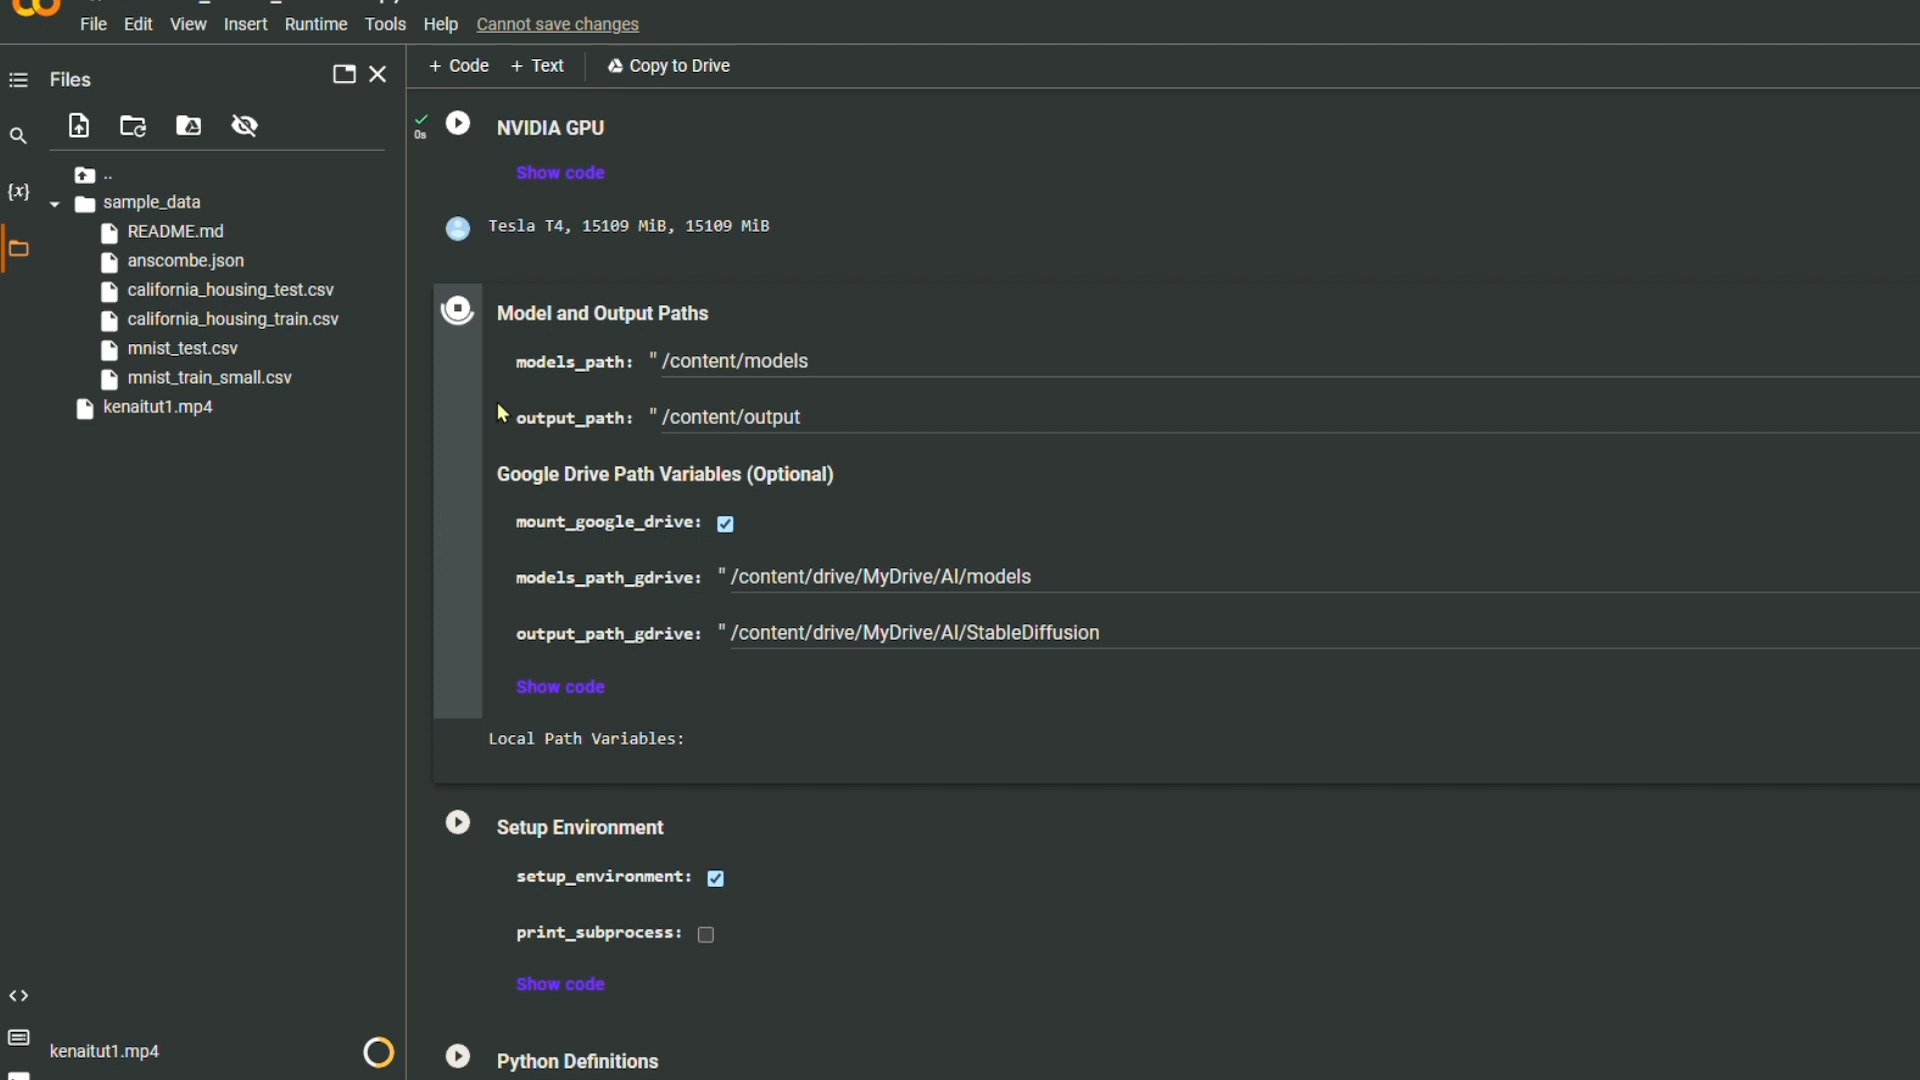 File Edit View Insert Runtime Tools Help Cannot save changes
Files
+ Code + Text Copy to Drive
..
sample_data
README.md
anscombe.json
california_housing_test.csv
california_housing_train.csv
mnist_test.csv
mnist_train_small.csv
kenaitut1.mp4
{x}
<>
kenaitut1.mp4
0s
NVIDIA GPU
Show code
Tesla T4, 15109 MiB, 15109 MiB
Model and Output Paths
models_path: "/content/models
output_path: "/content/output
Google Drive Path Variables (Optional)
mount_google_drive:
models_path_gdrive: "/content/drive/MyDrive/AI/models
output_path_gdrive: "/content/drive/MyDrive/AI/StableDiffusion
Show code
Local Path Variables:
Setup Environment
setup_environment:
print_subprocess:
Show code
Python Definitions